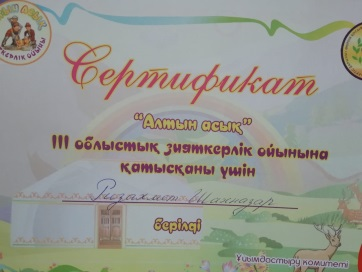 Сертификат
“Алтын асық”
III облыстық зияткерлік ойынына
қатысқаны үшін
берілді
Ұйымдастыру комитеті